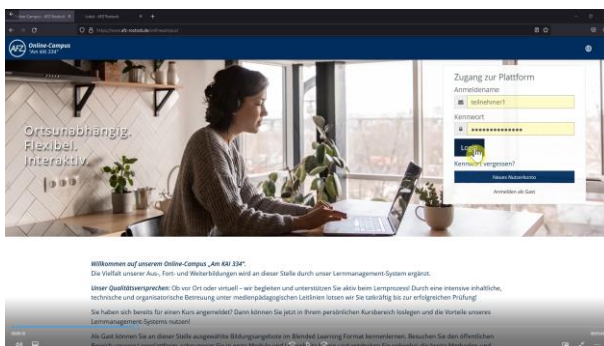 Online-Campus
"Am KAI 334"
AFZ
Ortsunabhängig.
Flexibel.
Interaktiv.
Zugang zur Plattform
Anmeldename
teilnehmer1
Kennwort
Kennwort vergessen?
Neues Nutzerkonto
Anmelden als Gast
Willkommen auf unserem Online-Campus „Am KAI 334".
Die Vielfalt unserer Aus-, Fort- und Weiterbildungen wird an dieser Stelle durch unser Lernmanagement-System ergänzt.
Unser Qualitätsversprechen: Ob vor Ort oder virtuell – wir begleiten und unterstützen Sie aktiv beim Lernprozess! Durch eine intensive inhaltliche,
technische und organisatorische Betreuung unter medienpädagogischen Leitlinien lotsen wir Sie tatkräftig bis zur erfolgreichen Prüfung!
Sie haben sich bereits für einen Kurs angemeldet? Dann können Sie jetzt in Ihrem persönlichen Kursbereich loslegen und die Vorteile unseres
Lernmanagement-Systems nutzen!
Als Gast können Sie an dieser Stelle ausgewählte Bildungsangebote im Blended Learning Format kennenlernen. Besuchen Sie den öffentlichen